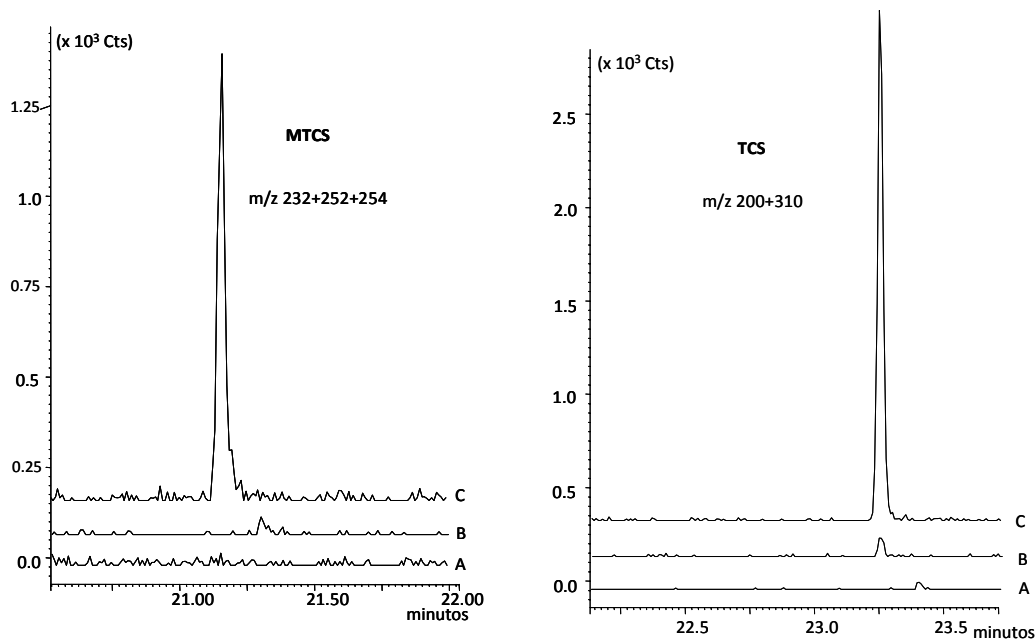 (x 10³ Cts)
MTCS
m/z 232+252+254
1.25
1.0
0.75
0.5
0.25
0.0
C
B
A
21.00
21.50
22.00
minutos
(x 10³ Cts)
TCS
m/z 200+310
2.5
2.0
1.5
1.0
0.5
0.0
C
B
A
22.5
23.0
23.5
minutos